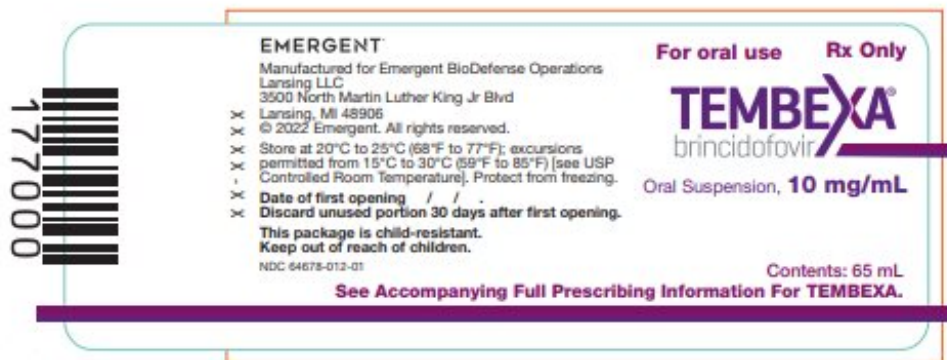 177000
EMERGENT
Manufactured for Emergent BioDefense Operations
Lansing LLC
3500 North Martin Luther King Jr Blvd
Lansing, MI 48906
© 2022 Emergent. All rights reserved.
Store at 20°C to 25°C (68°F to 77°F); excursions
permitted from 15°C to 30°C (59°F to 85°F) [see USP
Controlled Room Temperature]. Protect from freezing.
Date of first opening / / .
Discard unused portion 30 days after first opening.
This package is child-resistant.
Keep out of reach of children.
NDC 64678-012-01
For oral use Rx Only
TEMBEXA®
brincidofovir
Oral Suspension, 10 mg/mL
Contents: 65 mL
See Accompanying Full Prescribing Information For TEMBEXA.